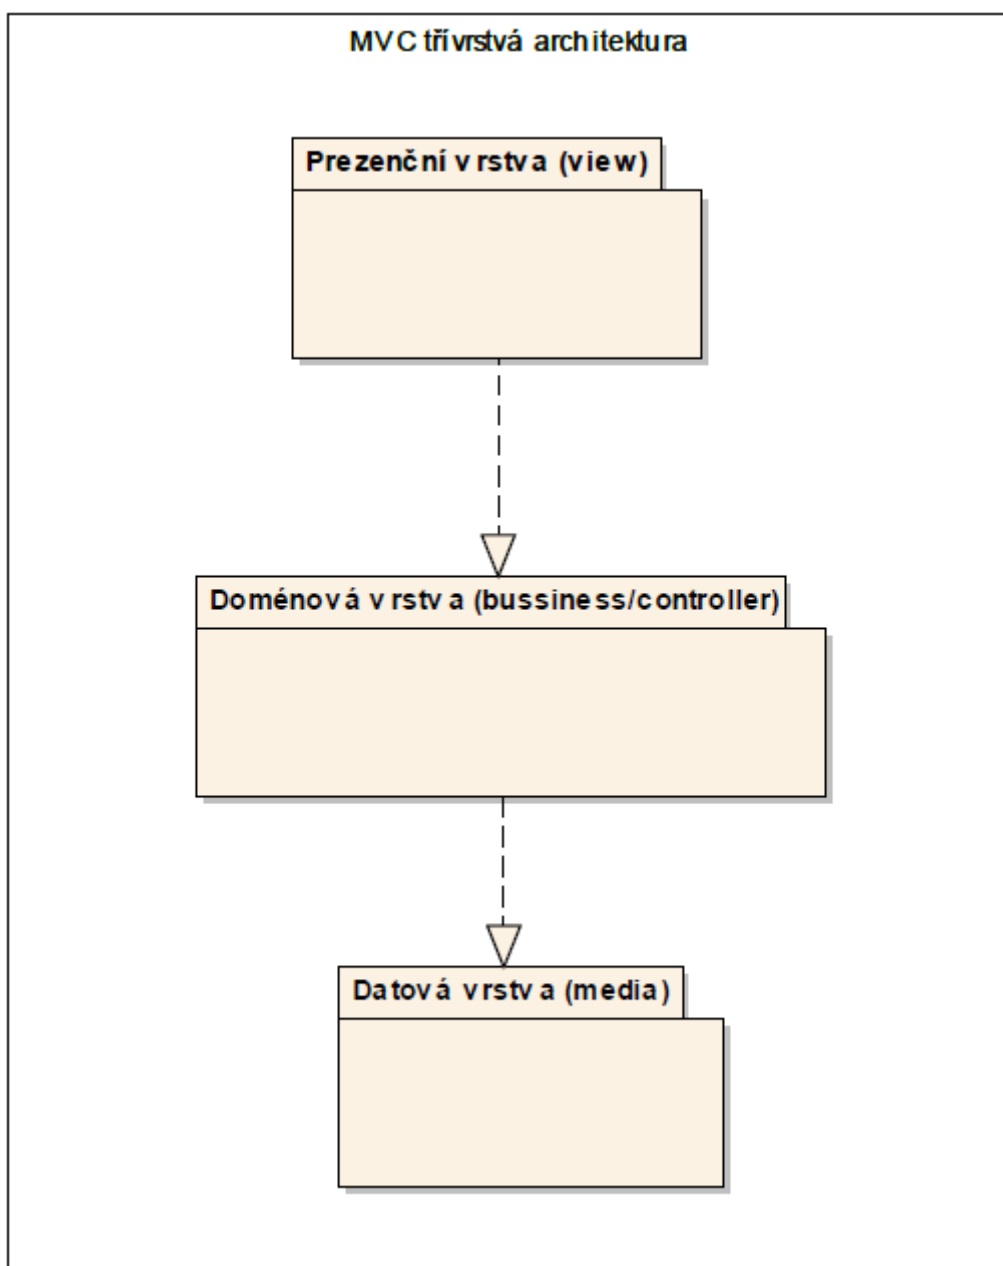 MVC třívrstvá architektura
Prezenční vrstva (view)
Doménová vrstva (bussiness/controller)
Datová vrstva (media)